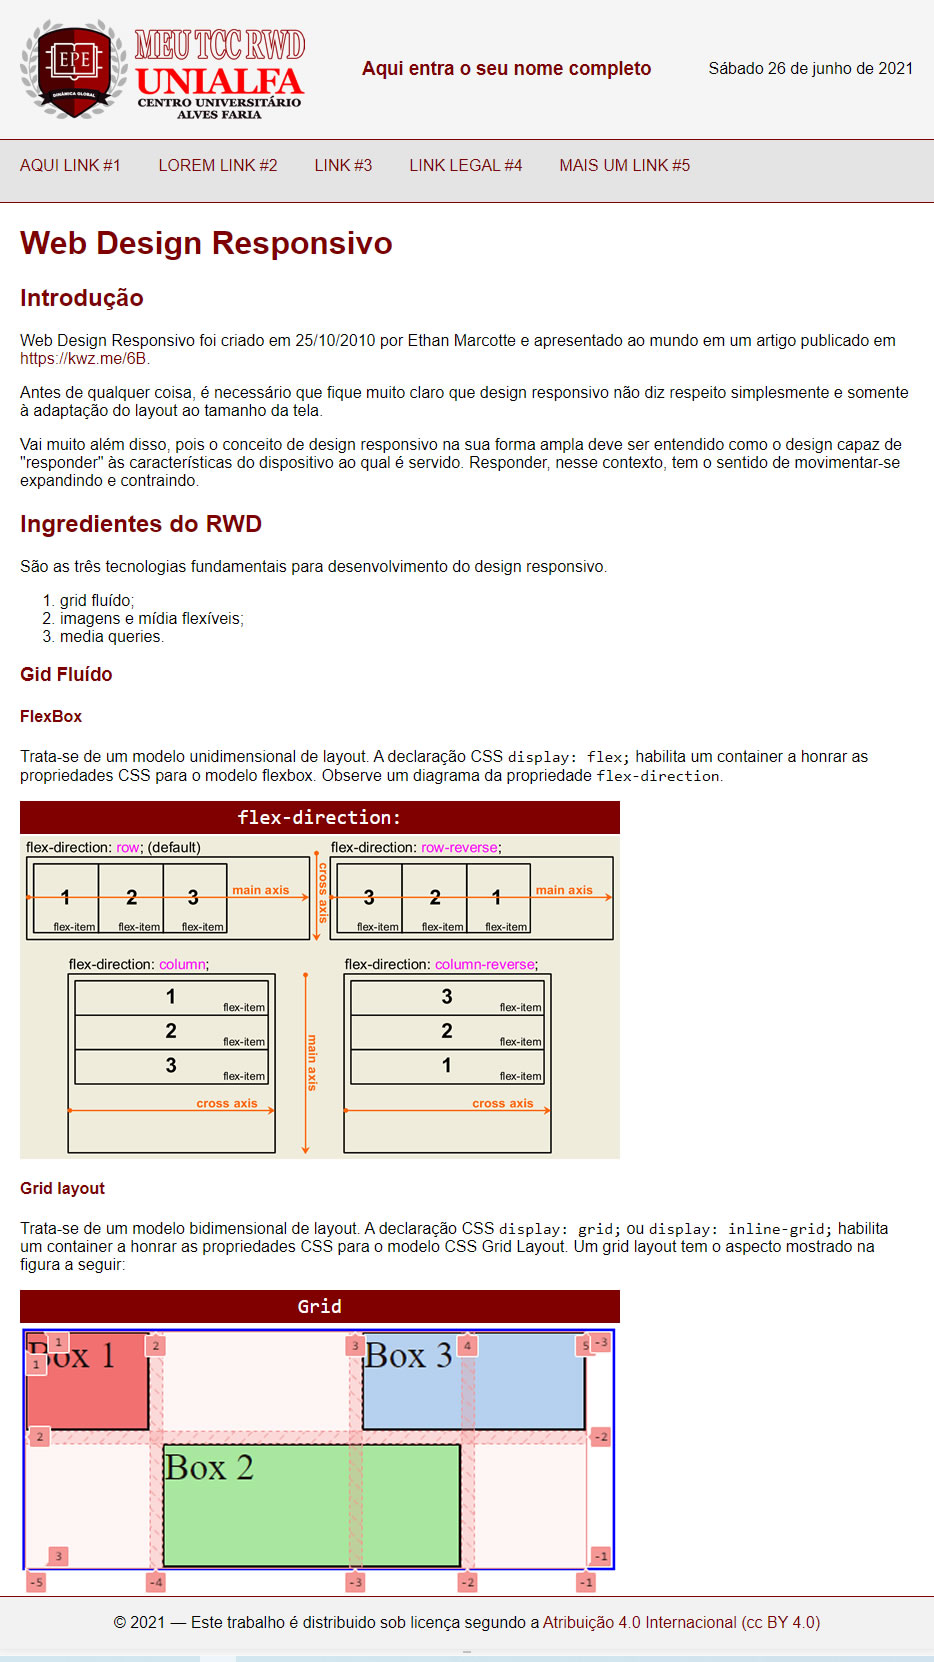 EPE
DINÂMICA GLOBAL
MEU TCC RWD
UNIALFA
CENTRO UNIVERSITÁRIO
ALVES FARIA
Aqui entra o seu nome completo
Sábado 26 de junho de 2021
AQUI LINK #1 LOREM LINK #2 LINK #3 LINK LEGAL #4 MAIS UM LINK #5
Web Design Responsivo
Introdução
Web Design Responsivo foi criado em 25/10/2010 por Ethan Marcotte e apresentado ao mundo em um artigo publicado em
https://kwz.me/6B.
Antes de qualquer coisa, é necessário que fique muito claro que design responsivo não diz respeito simplesmente e somente
à adaptação do layout ao tamanho da tela.
Vai muito além disso, pois o conceito de design responsivo na sua forma ampla deve ser entendido como o design capaz de
"responder" às características do dispositivo ao qual é servido. Responder, nesse contexto, tem o sentido de movimentar-se
expandindo e contraindo.
Ingredientes do RWD
São as três tecnologias fundamentais para desenvolvimento do design responsivo.
1. grid fluído;
2. imagens e mídia flexíveis;
3. media queries.
Gid Fluído
FlexBox
Trata-se de um modelo unidimensional de layout. A declaração CSS display: flex; habilita um container a honrar as
propriedades CSS para o modelo flexbox. Observe um diagrama da propriedade flex-direction.
flex-direction:
flex-direction: row; (default)
1 2 3 main axis
flex-item flex-item flex-item
cross axis
flex-direction: row-reverse;
3 2 1 main axis
flex-item flex-item flex-item
flex-direction: column;
1 flex-item
2 flex-item
3 flex-item
cross axis
main axis
flex-direction: column-reverse;
3 flex-item
2 flex-item
1 flex-item
cross axis
Grid layout
Trata-se de um modelo bidimensional de layout. A declaração CSS display: grid; ou display: inline-grid; habilita
um container a honrar as propriedades CSS para o modelo CSS Grid Layout. Um grid layout tem o aspecto mostrado na
figura a seguir:
Grid
1 2 3 4 5 -3
Box 1 Box 3
1
2 -2
Box 2
3 -1
-5 -4 -3 -2 -1
© 2021 — Este trabalho é distribuido sob licença segundo a Atribuição 4.0 Internacional (cc BY 4.0)